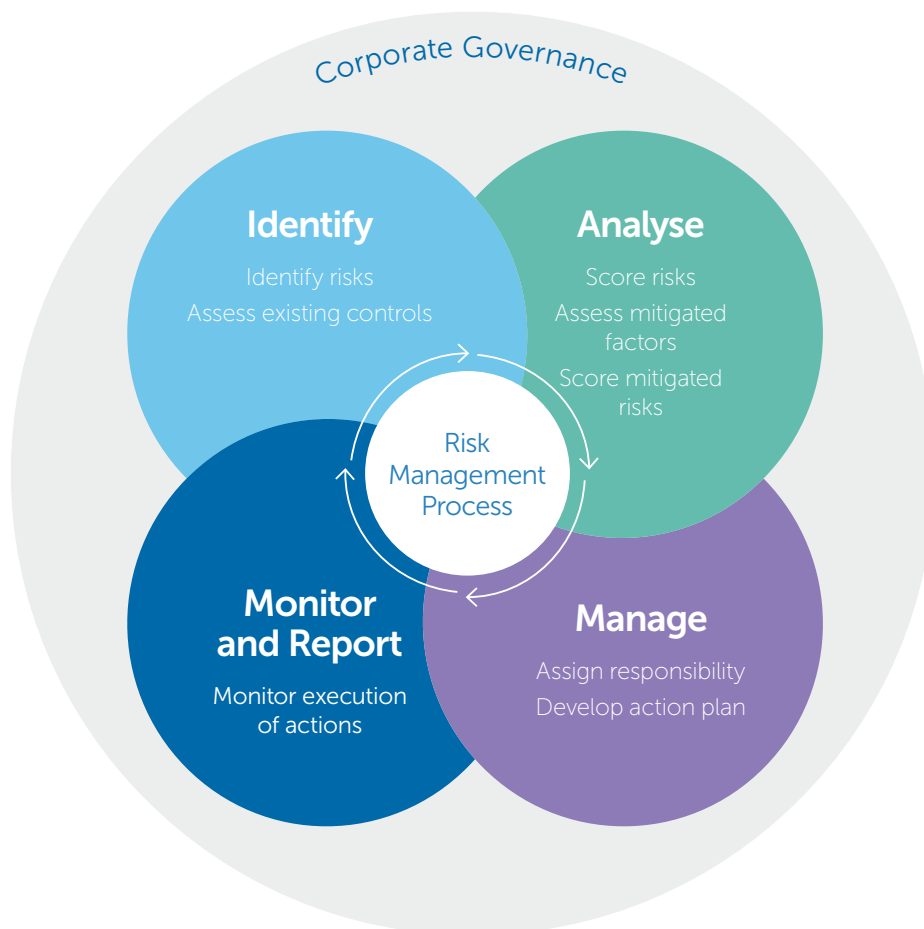 Corporate Governance
Identify
Identify risks
Assess existing controls
Analyse
Score risks
Assess mitigated
factors
Score mitigated
risks
Risk
Management
Process
Monitor
and Report
Monitor execution
of actions
Manage
Assign responsibility
Develop action plan